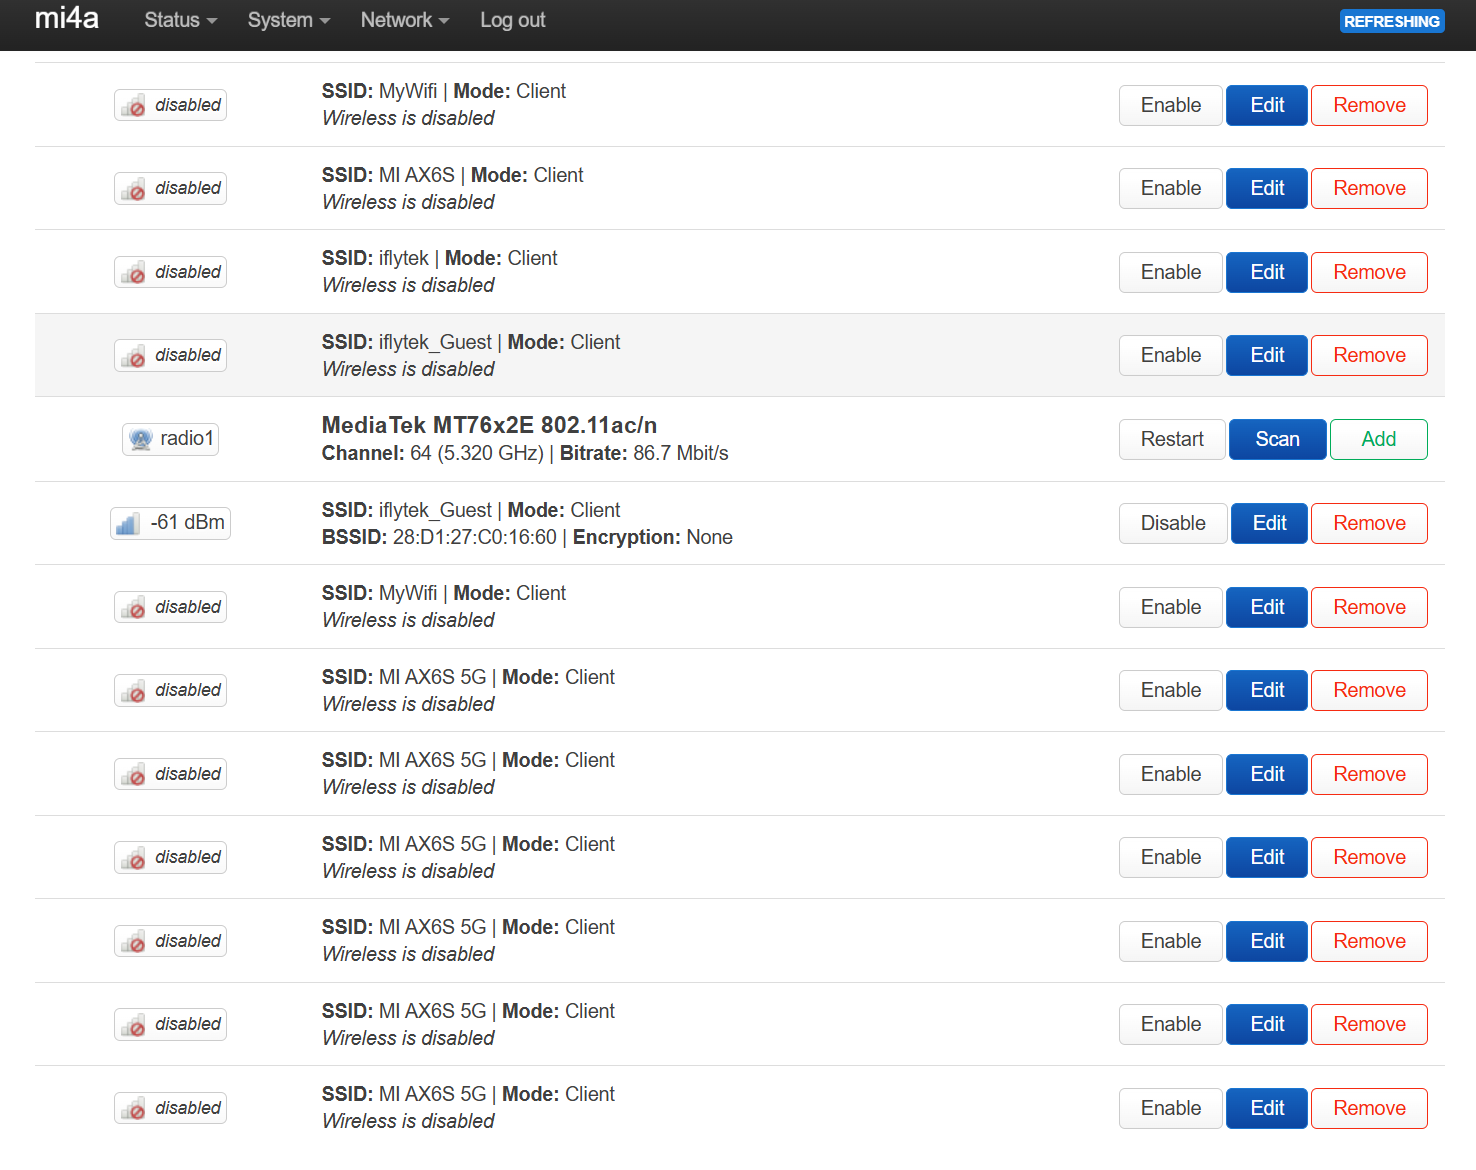 mi4a Status System Network Log out REFRESHING
disabled SSID: MyWifi | Mode: Client Enable Edit Remove
Wireless is disabled
disabled SSID: MI AX6S | Mode: Client Enable Edit Remove
Wireless is disabled
disabled SSID: iflytek | Mode: Client Enable Edit Remove
Wireless is disabled
disabled SSID: iflytek_Guest | Mode: Client Enable Edit Remove
Wireless is disabled
radio1 MediaTek MT76x2E 802.11ac/n Restart Scan Add
Channel: 64 (5.320 GHz) | Bitrate: 86.7 Mbit/s
-61 dBm SSID: iflytek_Guest | Mode: Client Disable Edit Remove
BSSID: 28:D1:27:C0:16:60 | Encryption: None
disabled SSID: MyWifi | Mode: Client Enable Edit Remove
Wireless is disabled
disabled SSID: MI AX6S 5G | Mode: Client Enable Edit Remove
Wireless is disabled
disabled SSID: MI AX6S 5G | Mode: Client Enable Edit Remove
Wireless is disabled
disabled SSID: MI AX6S 5G | Mode: Client Enable Edit Remove
Wireless is disabled
disabled SSID: MI AX6S 5G | Mode: Client Enable Edit Remove
Wireless is disabled
disabled SSID: MI AX6S 5G | Mode: Client Enable Edit Remove
Wireless is disabled
disabled SSID: MI AX6S 5G | Mode: Client Enable Edit Remove
Wireless is disabled